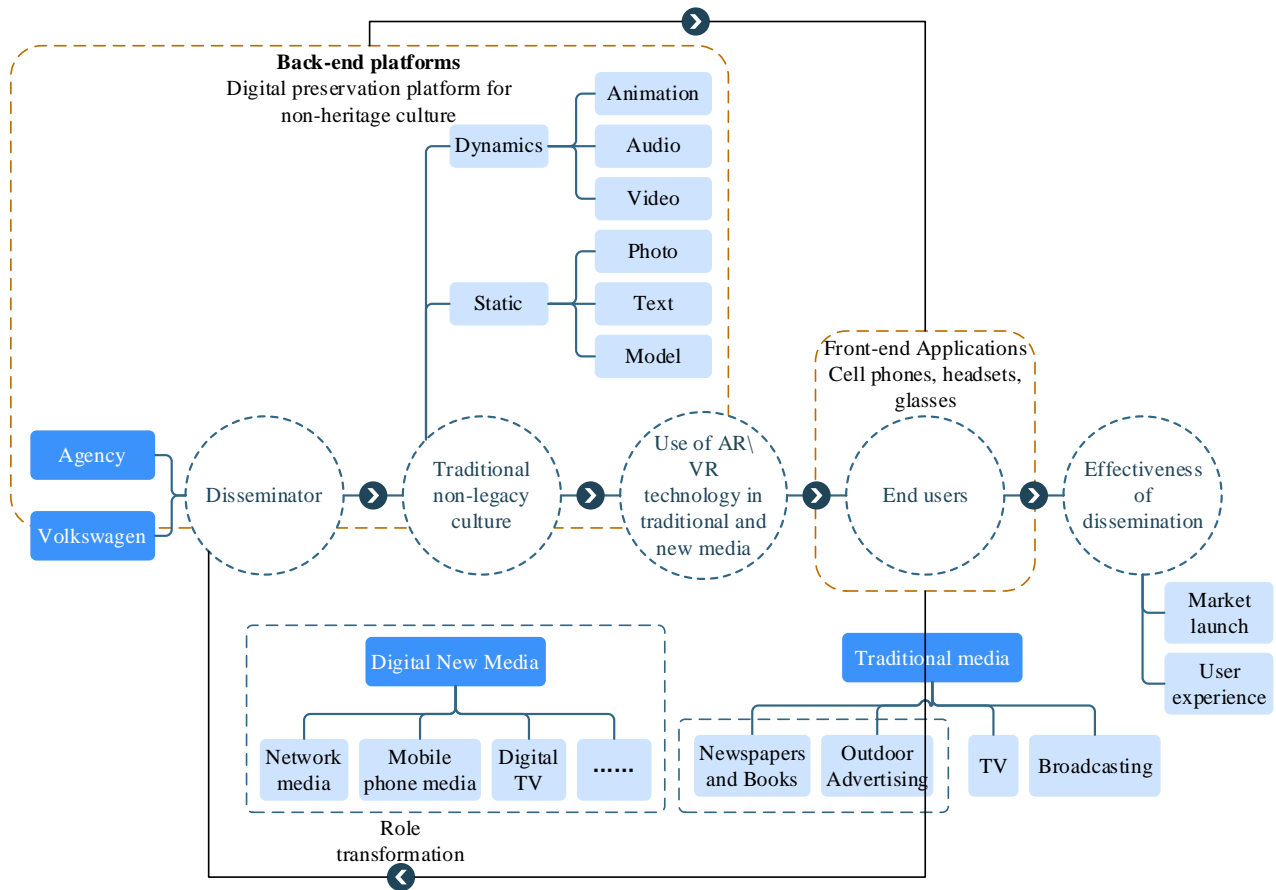 Back-end platforms
Digital preservation platform for
non-heritage culture
Animation
Dynamics
Audio
Video
Photo
Static
Text
Model
Front-end Applications
Cell phones, headsets,
glasses
Agency
Volkswagen
Disseminator
Traditional
non-legacy
culture
Use of AR\
VR
technology in
traditional and
new media
End users
Effectiveness
of
dissemination
Market
launch
User
experience
Digital New Media
Network
media
Mobile
phone media
Digital
TV
......
Traditional media
Newspapers
and Books
Outdoor
Advertising
TV
Broadcasting
Role
transformation